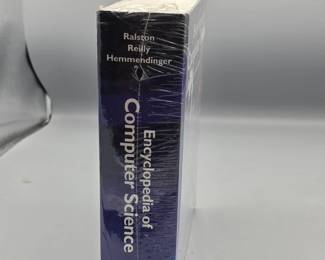 Ralston
Reilly
Hemmendinger
Encyclopedia of
Computer Science